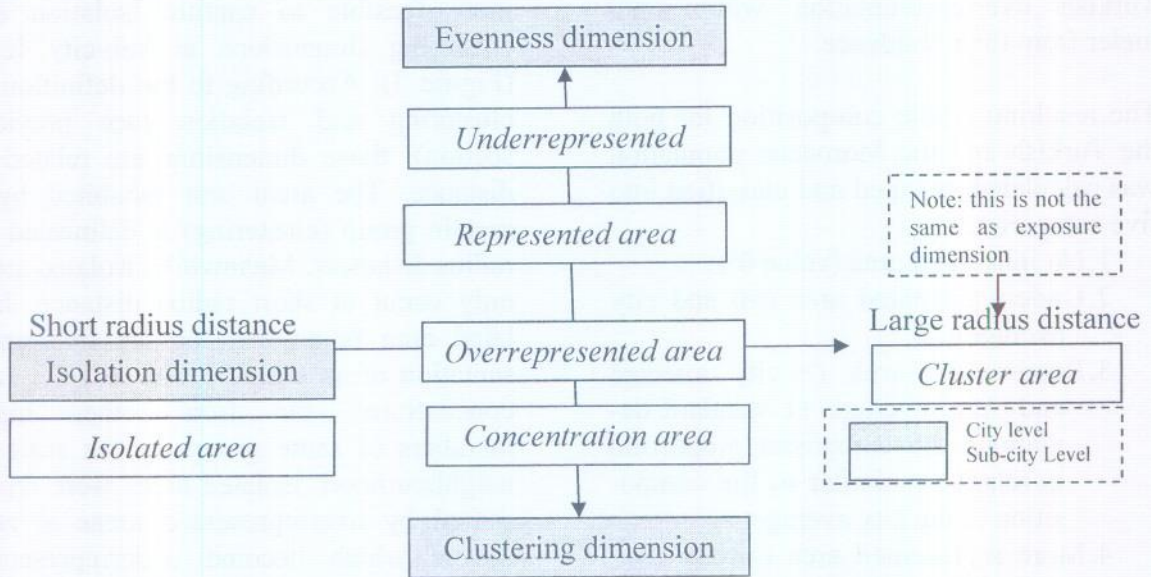 Evenness dimension
Underrepresented
Represented area
Note: this is not the
same as exposure
dimension
Short radius distance
Isolation dimension
Isolated area
Overrepresented area
Large radius distance
Cluster area
Concentration area
City level
Sub-city Level
Clustering dimension